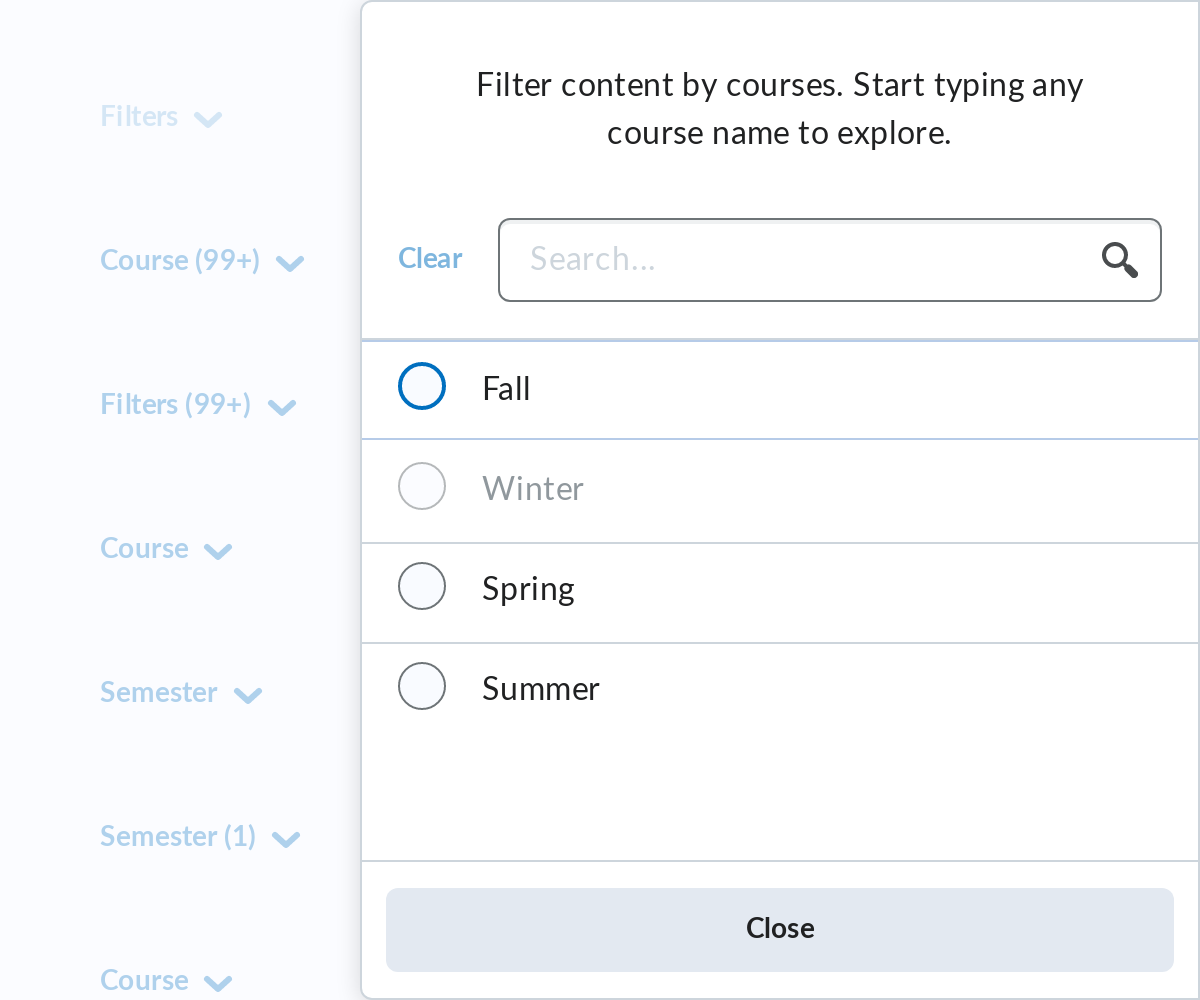 Filters
Course (99+)
Filters (99+)
Course
Semester
Semester (1)
Course
Filter content by courses. Start typing any
course name to explore.
Clear
Search...
Fall
Winter
Spring
Summer
Close